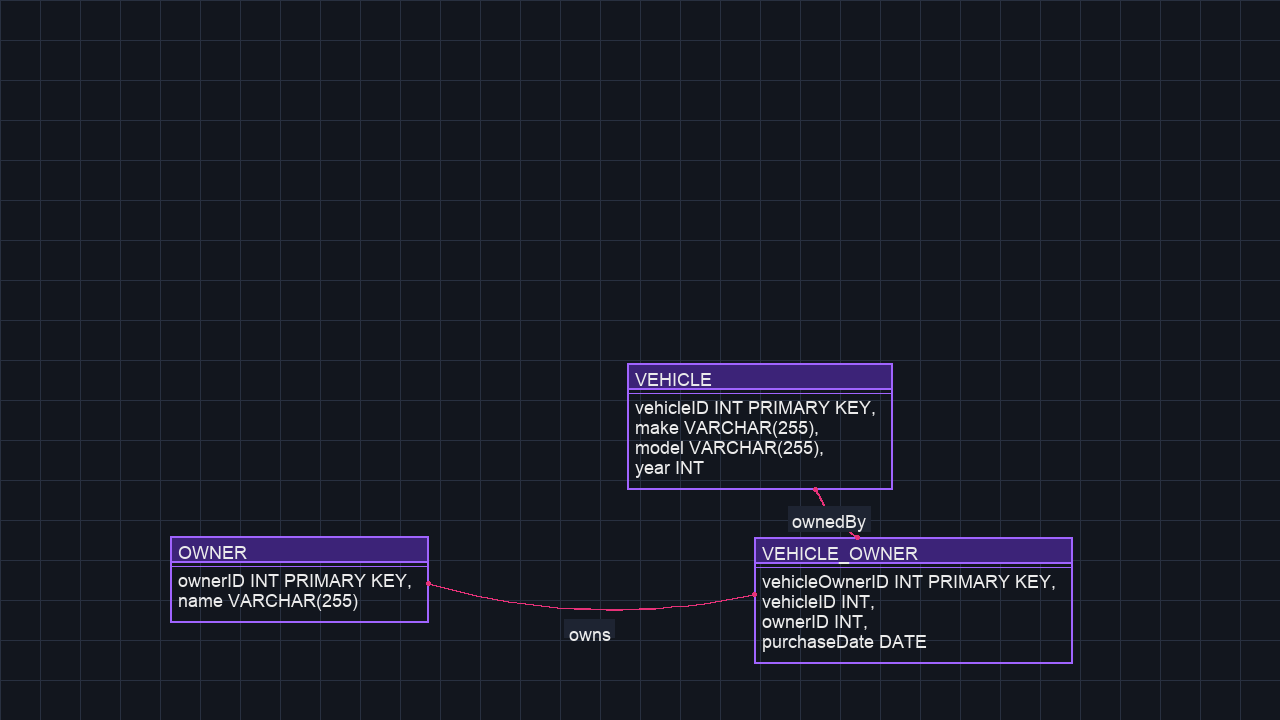 VEHICLE
vehicleID INT PRIMARY KEY,
make VARCHAR(255),
model VARCHAR(255),
year INT
ownedBy
OWNER
ownerID INT PRIMARY KEY,
name VARCHAR(255)
owns
VEHICLE_OWNER
vehicleOwnerID INT PRIMARY KEY,
vehicleID INT,
ownerID INT,
purchaseDate DATE